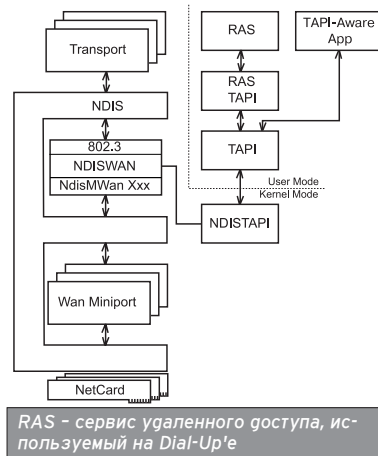 Transport
NDIS
802.3
NDISWAN
NdisMWan Xxx
Wan Miniport
NetCard
RAS
TAPI-Aware
App
RAS
TAPI
TAPI
User Mode
Kernel Mode
NDISTAPI
RAS - сервис удаленного доступа, ис-
пользуемый на Dial-Up'е